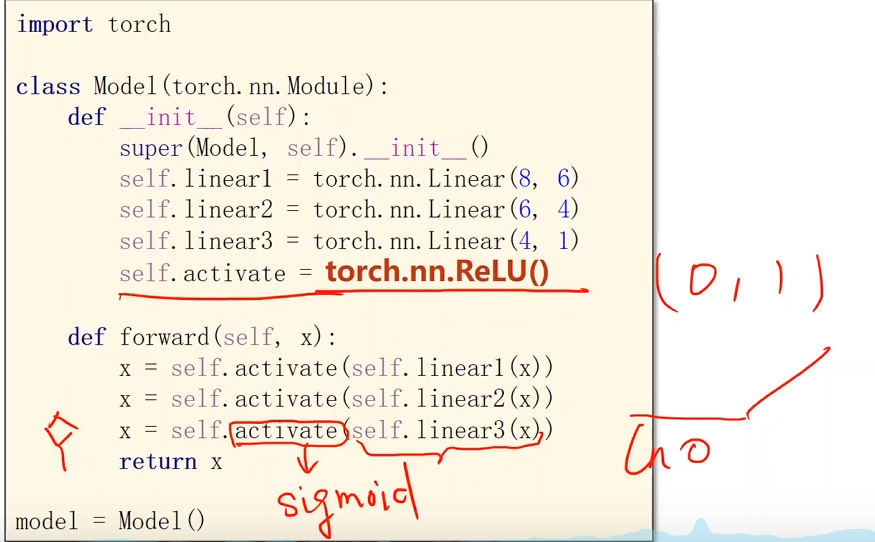 import torch
class Model(torch.nn.Module):
    def __init__(self):
        super(Model, self).__init__()
        self.linear1 = torch.nn.Linear(8, 6)
        self.linear2 = torch.nn.Linear(6, 4)
        self.linear3 = torch.nn.Linear(4, 1)
        self.activate = torch.nn.ReLU()
(0, 1)
    def forward(self, x):
        x = self.activate(self.linear1(x))
        x = self.activate(self.linear2(x))
        x = self.activate(self.linear3(x))
        return x
sigmoid
ln 0
model = Model()